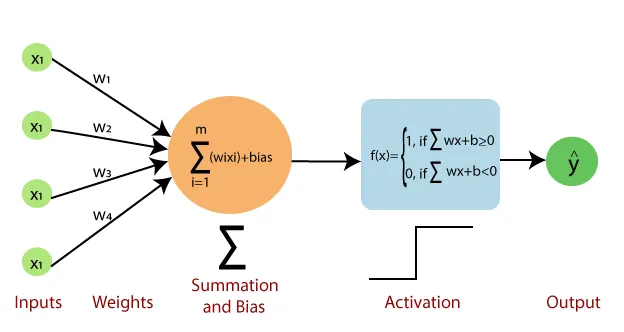 x₁
x₁
x₁
x₁
w₁
w₂
w₃
w₄
m
∑(wixi)+bias
i=1
f(x)={
1, if ∑ wx+b≥0
0, if ∑ wx+b<0
ŷ
∑
Inputs
Weights
Summation
and Bias
Activation
Output